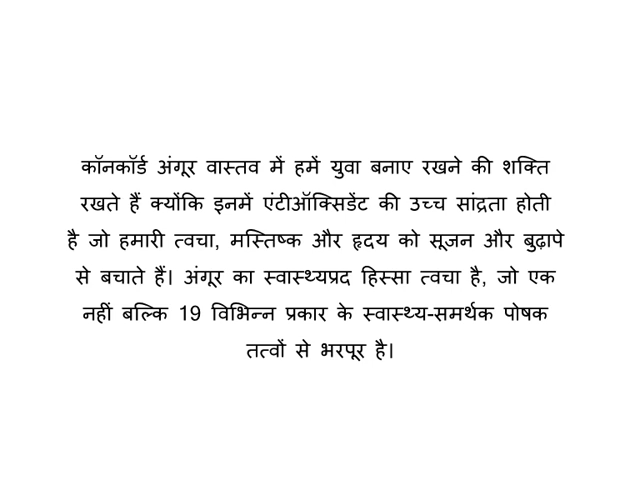 कॉनकॉर्ड अंगूर वास्तव में हमें युवा बनाए रखने की शक्ति
रखते हैं क्योंकि इनमें एंटीऑक्सिडेंट की उच्च सांद्रता होती
है जो हमारी त्वचा, मस्तिष्क और हृदय को सूजन और बुढ़ापे
से बचाते हैं। अंगूर का स्वास्थ्यप्रद हिस्सा त्वचा है, जो एक
नहीं बल्कि 19 विभिन्न प्रकार के स्वास्थ्य-समर्थक पोषक
तत्वों से भरपूर है।